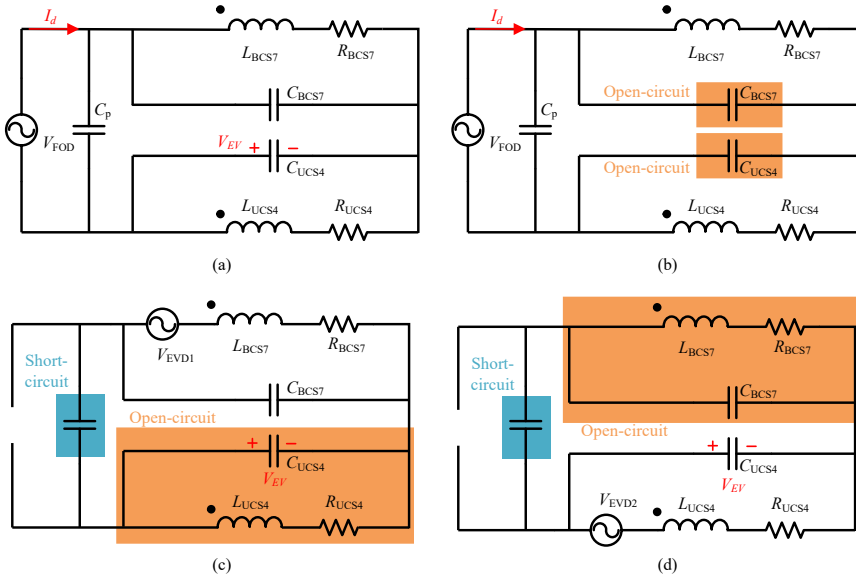 I_d
L_BCS7
R_BCS7
C_p
C_BCS7
V_FOD
V_EV + −
C_UCS4
L_UCS4
R_UCS4
(a)
I_d
L_BCS7
R_BCS7
Open-circuit
C_BCS7
C_p
V_FOD
Open-circuit
C_UCS4
L_UCS4
R_UCS4
(b)
V_EVD1
L_BCS7
R_BCS7
Short-
circuit
C_BCS7
Open-circuit
+ −
C_UCS4
V_EV
L_UCS4
R_UCS4
(c)
L_BCS7
R_BCS7
Short-
circuit
C_BCS7
Open-circuit
+ −
C_UCS4
V_EV
V_EVD2
L_UCS4
R_UCS4
(d)